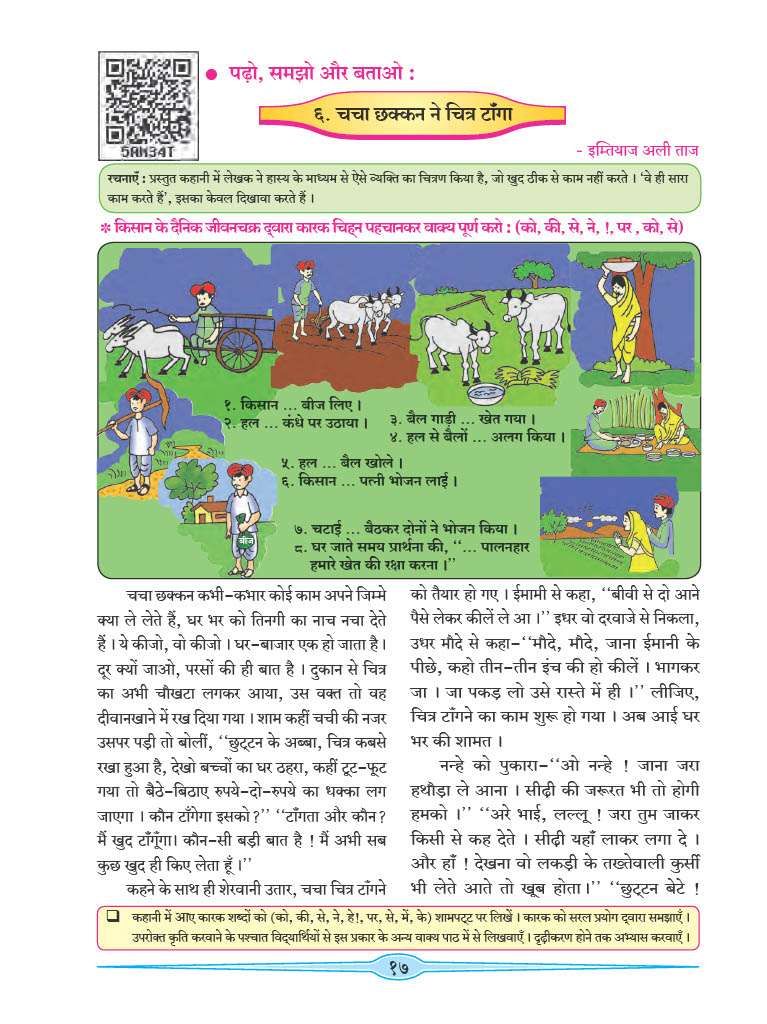 5AM34T
● पढ़ो, समझो और बताओ :
६. चचा छक्कन ने चित्र टाँगा
- इम्तियाज अली ताज
रचनाएँ : प्रस्तुत कहानी में लेखक ने हास्य के माध्यम से ऐसे व्यक्ति का चित्रण किया है, जो खुद ठीक से काम नहीं करते । ‘वे ही सारा
काम करते हैं’, इसका केवल दिखावा करते हैं ।
* किसान के दैनिक जीवनचक्र द्वारा कारक चिह्न पहचानकर वाक्य पूर्ण करो : (को, की, से, ने, !, पर , को, से)
१. किसान ... बीज लिए ।
२. हल ... कंधे पर उठाया ।
३. बैल गाड़ी ... खेत गया ।
४. हल से बैलों ... अलग किया ।
५. हल ... बैल खोले ।
६. किसान ... पत्नी भोजन लाई ।
बीज
७. चटाई ... बैठकर दोनों ने भोजन किया ।
८. घर जाते समय प्रार्थना की, ‘‘... पालनहार
हमारे खेत की रक्षा करना ।’’
चचा छक्कन कभी-कभार कोई काम अपने जिम्मे
क्या ले लेते हैं, घर भर को तिनगी का नाच नचा देते
हैं । ये कीजो, वो कीजो । घर-बाजार एक हो जाता है ।
दूर क्यों जाओ, परसों की ही बात है । दुकान से चित्र
का अभी चौखटा लगकर आया, उस वक्त तो वह
दीवानखाने में रख दिया गया । शाम कहीं चची की नजर
उसपर पड़ी तो बोलीं, ‘‘छुट्टन के अब्बा, चित्र कबसे
रखा हुआ है, देखो बच्चों का घर ठहरा, कहीं टूट-फूट
गया तो बैठे-बिठाए रुपये-दो-रुपये का धक्का लग
जाएगा । कौन टाँगेगा इसको?’’ ‘‘टाँगता और कौन?
मैं खुद टाँगूँगा। कौन-सी बड़ी बात है ! मैं अभी सब
कुछ खुद ही किए लेता हूँ ।’’
कहने के साथ ही शेरवानी उतार, चचा चित्र टाँगने
को तैयार हो गए । ईमामी से कहा, ‘‘बीवी से दो आने
पैसे लेकर कीलें ले आ ।’’ इधर वो दरवाजे से निकला,
उधर मौदे से कहा-‘‘मौदे, मौदे, जाना ईमानी के
पीछे, कहो तीन-तीन इंच की हो कीलें । भागकर
जा । जा पकड़ लो उसे रास्ते में ही ।’’ लीजिए,
चित्र टाँगने का काम शुरू हो गया । अब आई घर
भर की शामत ।
नन्हे को पुकारा-‘‘ओ नन्हे ! जाना जरा
हथौड़ा ले आना । सीढ़ी की जरूरत भी तो होगी
हमको ।’’ ‘‘अरे भाई, लल्लू ! जरा तुम जाकर
किसी से कह देते । सीढ़ी यहाँ लाकर लगा दे ।
और हाँ ! देखना वो लकड़ी के तख्तेवाली कुर्सी
भी लेते आते तो खूब होता।’’ ‘‘छुट्टन बेटे !
❑ कहानी में आए कारक शब्दों को (को, की, से, ने, हे!, पर, से, में, के) शामपट्ट पर लिखें । कारक को सरल प्रयोग द्वारा समझाएँ ।
उपरोक्त कृति करवाने के पश्चात विद्यार्थियों से इस प्रकार के अन्य वाक्य पाठ में से लिखवाएँ । दृढ़ीकरण होने तक अभ्यास करवाएँ ।
१७